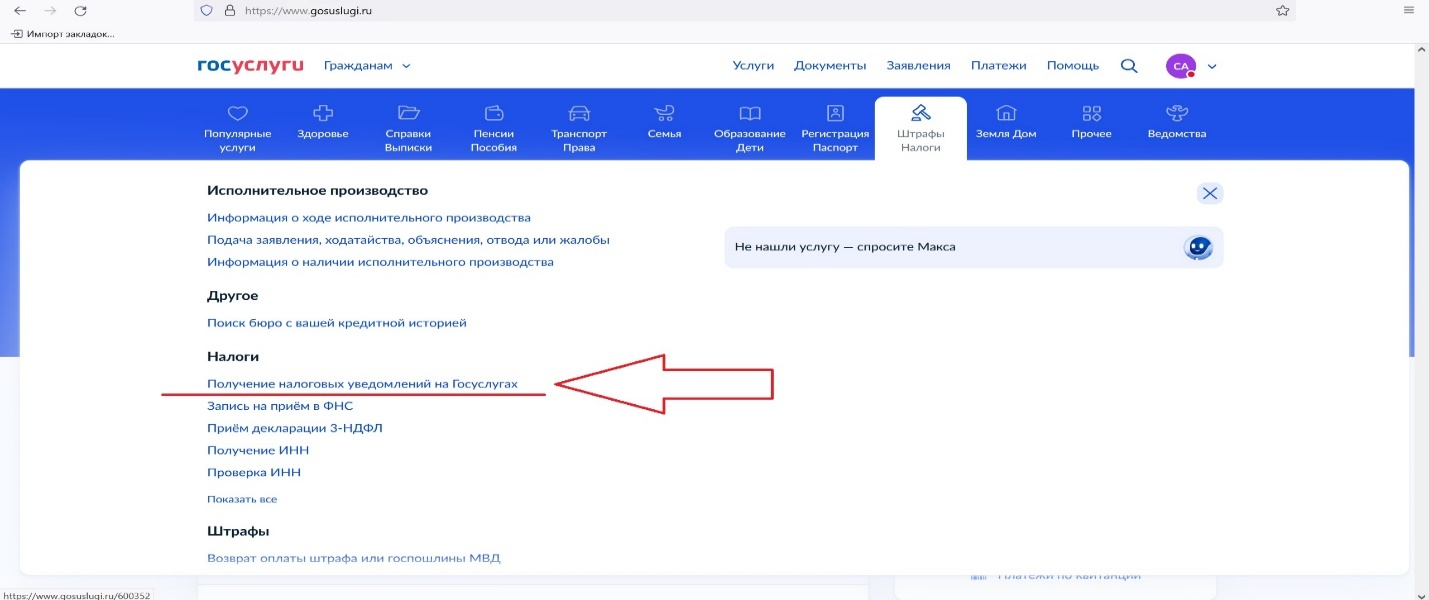 https://www.gosuslugi.ru
Импорт закладок...
госуслуги Гражданам Услуги Документы Заявления Платежи Помощь СА
Популярные услуги
Здоровье
Справки Выписки
Пенсии Пособия
Транспорт Права
Семья
Образование Дети
Регистрация Паспорт
Штрафы Налоги
Земля Дом
Прочее
Ведомства
Исполнительное производство
Информация о ходе исполнительного производства
Подача заявления, ходатайства, объяснения, отвода или жалобы
Информация о наличии исполнительного производства
Не нашли услугу — спросите Макса
Другое
Поиск бюро с вашей кредитной историей
Налоги
Получение налоговых уведомлений на Госуслугах
Запись на приём в ФНС
Приём декларации 3-НДФЛ
Получение ИНН
Проверка ИНН
Показать все
Штрафы
Возврат оплаты штрафа или госпошлины МВД
Платежи по квитанции
https://www.gosuslugi.ru/600352